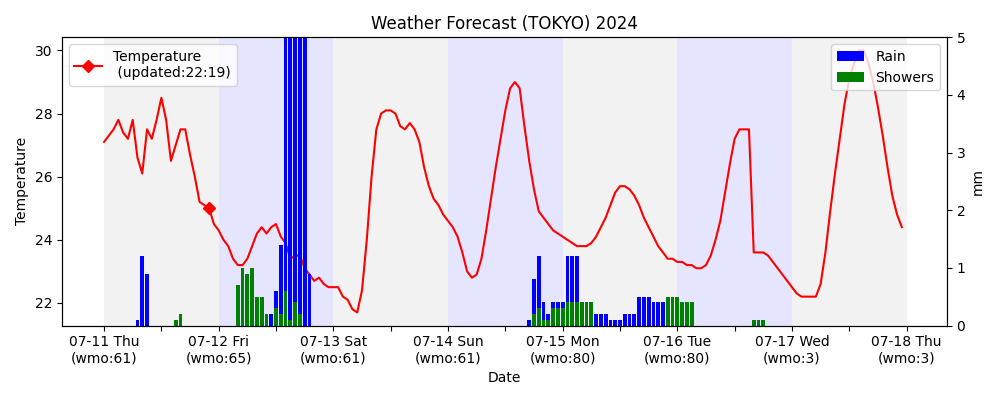 Weather Forecast (TOKYO) 2024
Temperature
(updated:22:19)
Rain
Showers
Temperature
30
28
26
24
22
5
4
3
2
1
0
mm
07-11 Thu
(wmo:61)
07-12 Fri
(wmo:65)
07-13 Sat
(wmo:61)
07-14 Sun
(wmo:61)
07-15 Mon
(wmo:80)
07-16 Tue
(wmo:80)
07-17 Wed
(wmo:3)
07-18 Thu
(wmo:3)
Date